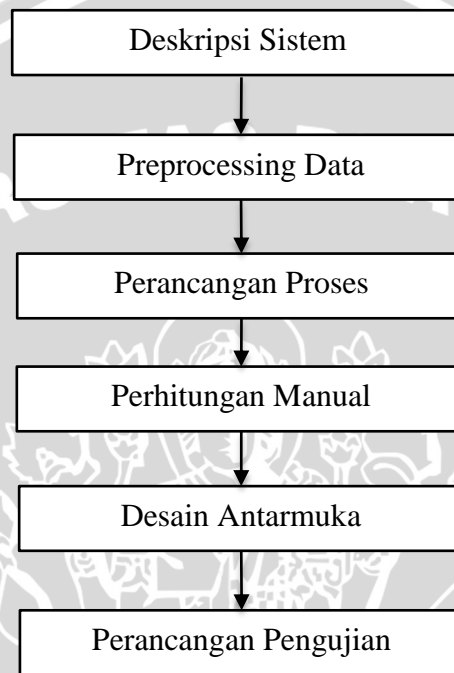 Deskripsi Sistem
Preprocessing Data
Perancangan Proses
Perhitungan Manual
Desain Antarmuka
Perancangan Pengujian